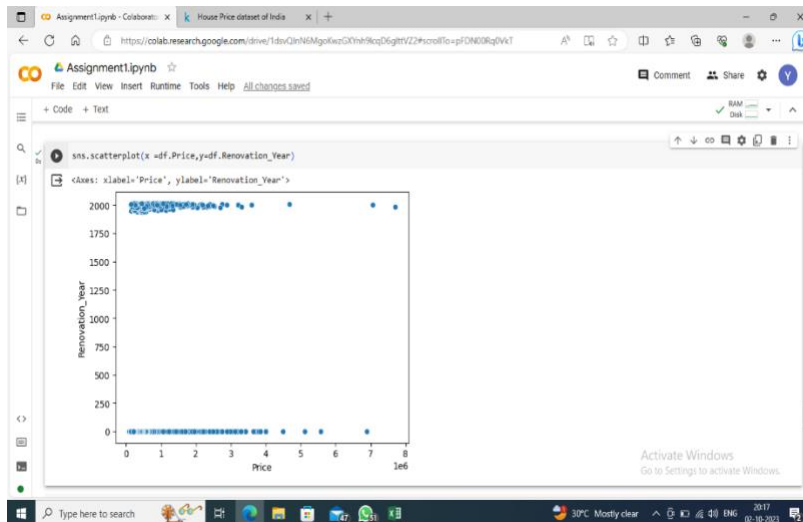 Assignment1.ipynb - Colaborato
House Price dataset of India
https://colab.research.google.com/drive/
Assignment1.ipynb
Comment
Share
Y
File Edit View Insert Runtime Tools Help All changes saved
+ Code + Text
RAM
Disk
sns.scatterplot(x =df.Price,y=df.Renovation_Year)
<Axes: xlabel='Price', ylabel='Renovation_Year'>
2000
1750
1500
1250
1000
750
500
250
0
Renovation_Year
0 1 2 3 4 5 6 7 8
1e6
Price
Activate Windows
Go to Settings to activate Windows.
Type here to search
30°C Mostly clear
ENG
20:17
02-10-2023